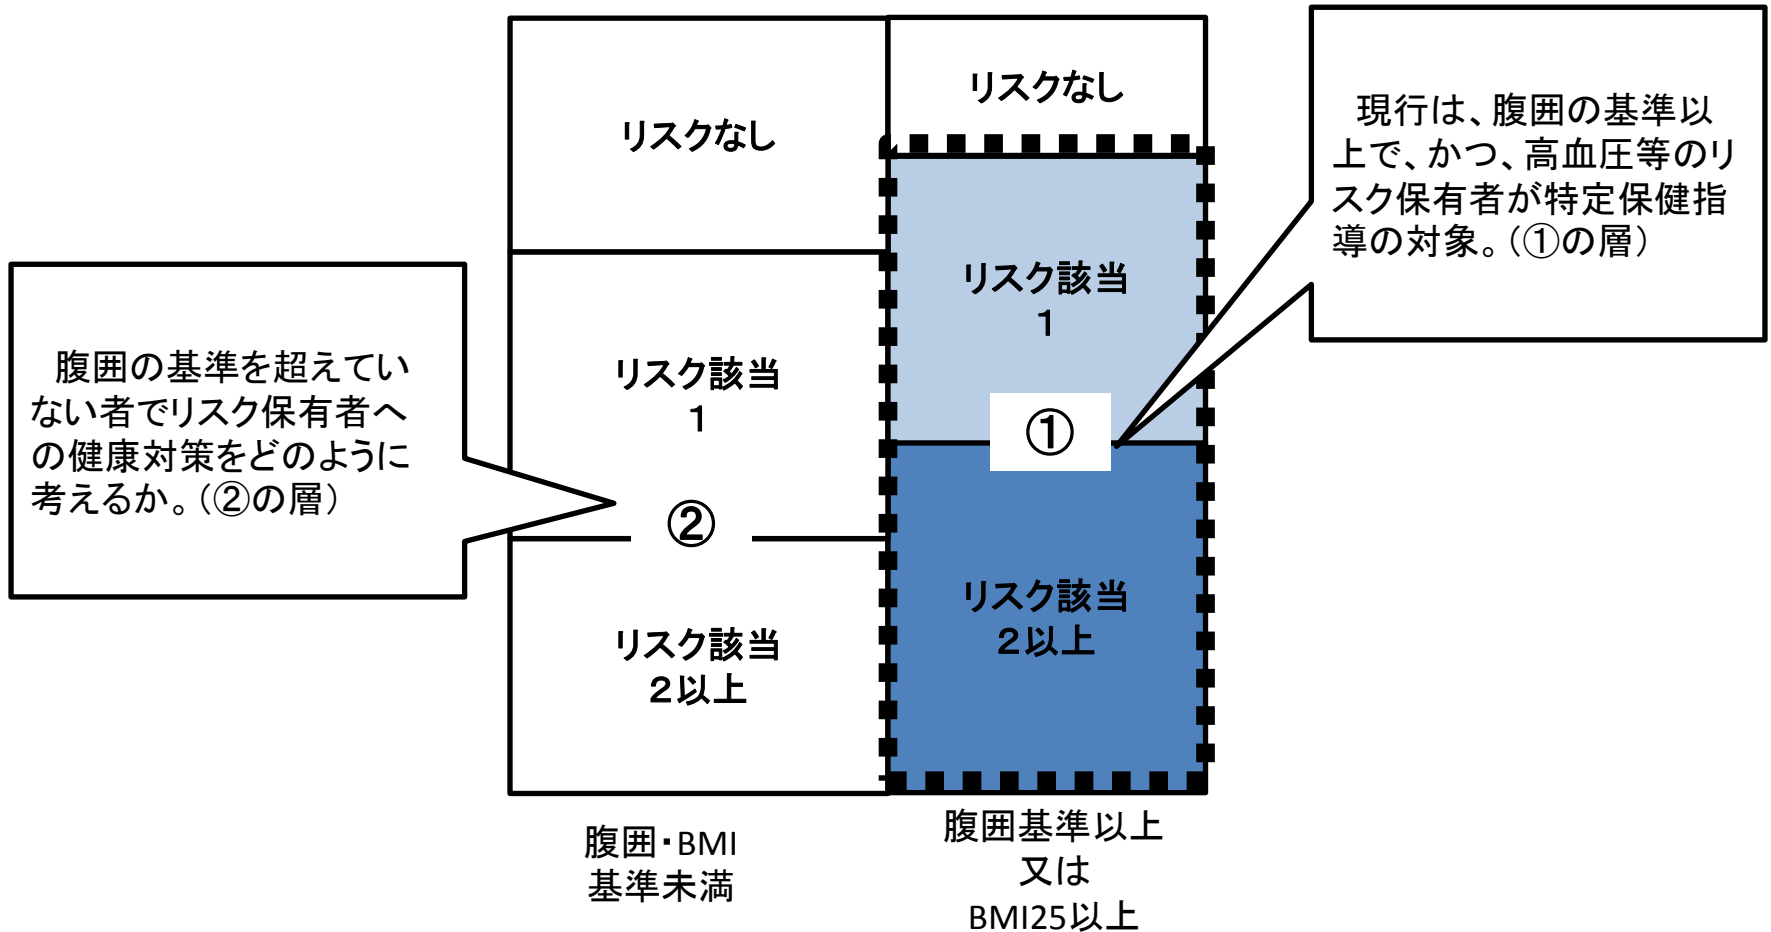 リスクなし
リスクなし
現行は、腹囲の基準以
上で、かつ、高血圧等のリ
スク保有者が特定保健指
導の対象。（①の層）
リスク該当
1
腹囲の基準を超えてい
ない者でリスク保有者へ
の健康対策をどのように
考えるか。（②の層）
リスク該当
1
①
②
リスク該当
２以上
リスク該当
２以上
腹囲・BMI
基準未満
腹囲基準以上
又は
BMI25以上